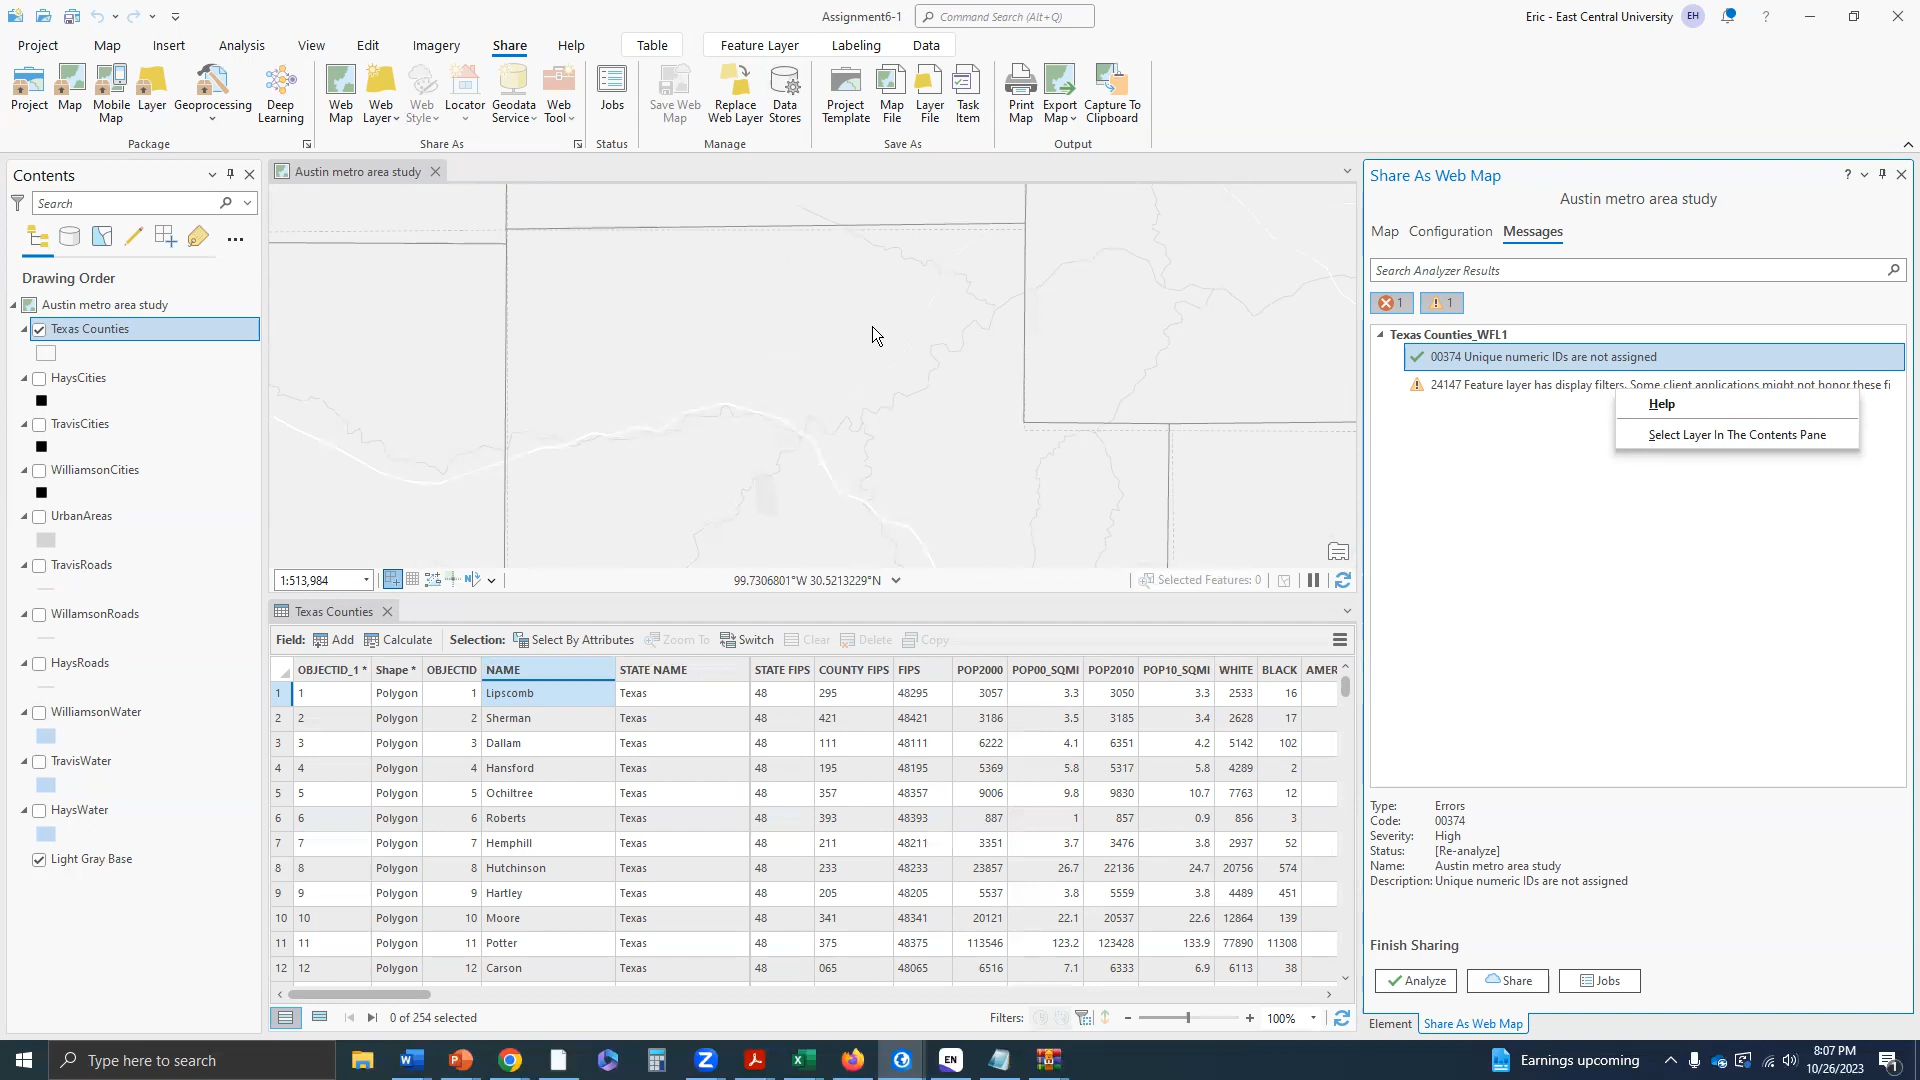 Assignment6-1
Command Search (Alt+Q)
Eric - East Central University
EH
?
Project
Map
Insert
Analysis
View
Edit
Imagery
Share
Help
Table
Feature Layer
Labeling
Data
Project
Map
Mobile Map
Layer
Geoprocessing
Deep Learning
Package
Web Map
Web Layer
Web Style
Locator
Geodata Service
Web Tool
Share As
Jobs
Status
Save Web Map
Replace Web Layer
Data Stores
Manage
Project Template
Map File
Layer File
Task Item
Save As
Print Map
Export Map
Capture To Clipboard
Output
Contents
Search
Drawing Order
Austin metro area study
Texas Counties
HaysCities
TravisCities
WilliamsonCities
UrbanAreas
TravisRoads
WillamsonRoads
HaysRoads
WilliamsonWater
TravisWater
HaysWater
Light Gray Base
Austin metro area study
1:513,984
99.7306801°W 30.5213229°N
Selected Features: 0
Texas Counties
Field: Add Calculate Selection: Select By Attributes Zoom To Switch Clear Delete Copy
OBJECTID_1 * Shape * OBJECTID NAME STATE NAME STATE FIPS COUNTY FIPS FIPS POP2000 POP00_SQMI POP2010 POP10_SQMI WHITE BLACK AMER
1 1 Polygon 1 Lipscomb Texas 48 295 48295 3057 3.3 3050 3.3 2533 16
2 2 Polygon 2 Sherman Texas 48 421 48421 3186 3.5 3185 3.4 2628 17
3 3 Polygon 3 Dallam Texas 48 111 48111 6222 4.1 6351 4.2 5142 102
4 4 Polygon 4 Hansford Texas 48 195 48195 5369 5.8 5317 5.8 4289 2
5 5 Polygon 5 Ochiltree Texas 48 357 48357 9006 9.8 9830 10.7 7763 12
6 6 Polygon 6 Roberts Texas 48 393 48393 887 1 857 0.9 856 3
7 7 Polygon 7 Hemphill Texas 48 211 48211 3351 3.7 3476 3.8 2937 52
8 8 Polygon 8 Hutchinson Texas 48 233 48233 23857 26.7 22136 24.7 20756 574
9 9 Polygon 9 Hartley Texas 48 205 48205 5537 3.8 5559 3.8 4489 451
10 10 Polygon 10 Moore Texas 48 341 48341 20121 22.1 20537 22.6 12864 139
11 11 Polygon 11 Potter Texas 48 375 48375 113546 123.2 123428 133.9 77890 11308
12 12 Polygon 12 Carson Texas 48 065 48065 6516 7.1 6333 6.9 6113 38
0 of 254 selected
Filters:
100%
Share As Web Map
?
Austin metro area study
Map
Configuration
Messages
Search Analyzer Results
1
1
Texas Counties_WFL1
00374 Unique numeric IDs are not assigned
24147 Feature layer has display filters. Some client applications might not honor these fi
Help
Select Layer In The Contents Pane
Type: Errors
Code: 00374
Severity: High
Status: [Re-analyze]
Name: Austin metro area study
Description: Unique numeric IDs are not assigned
Finish Sharing
Analyze
Share
Jobs
Element
Share As Web Map
Type here to search
EN
Earnings upcoming
8:07 PM
10/26/2023
1